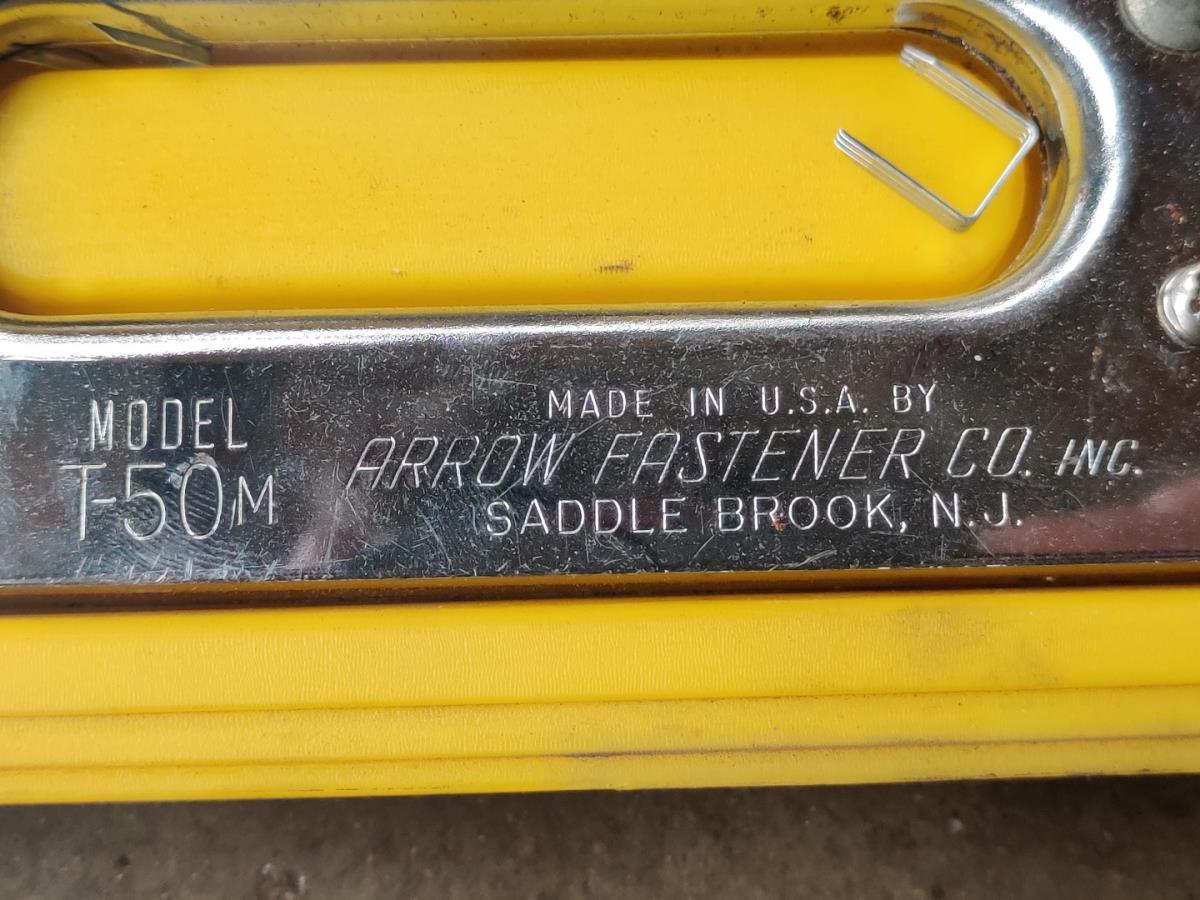 MODEL
T-50M
MADE IN U.S.A. BY
ARROW FASTENER CO. INC.
SADDLE BROOK, N.J.